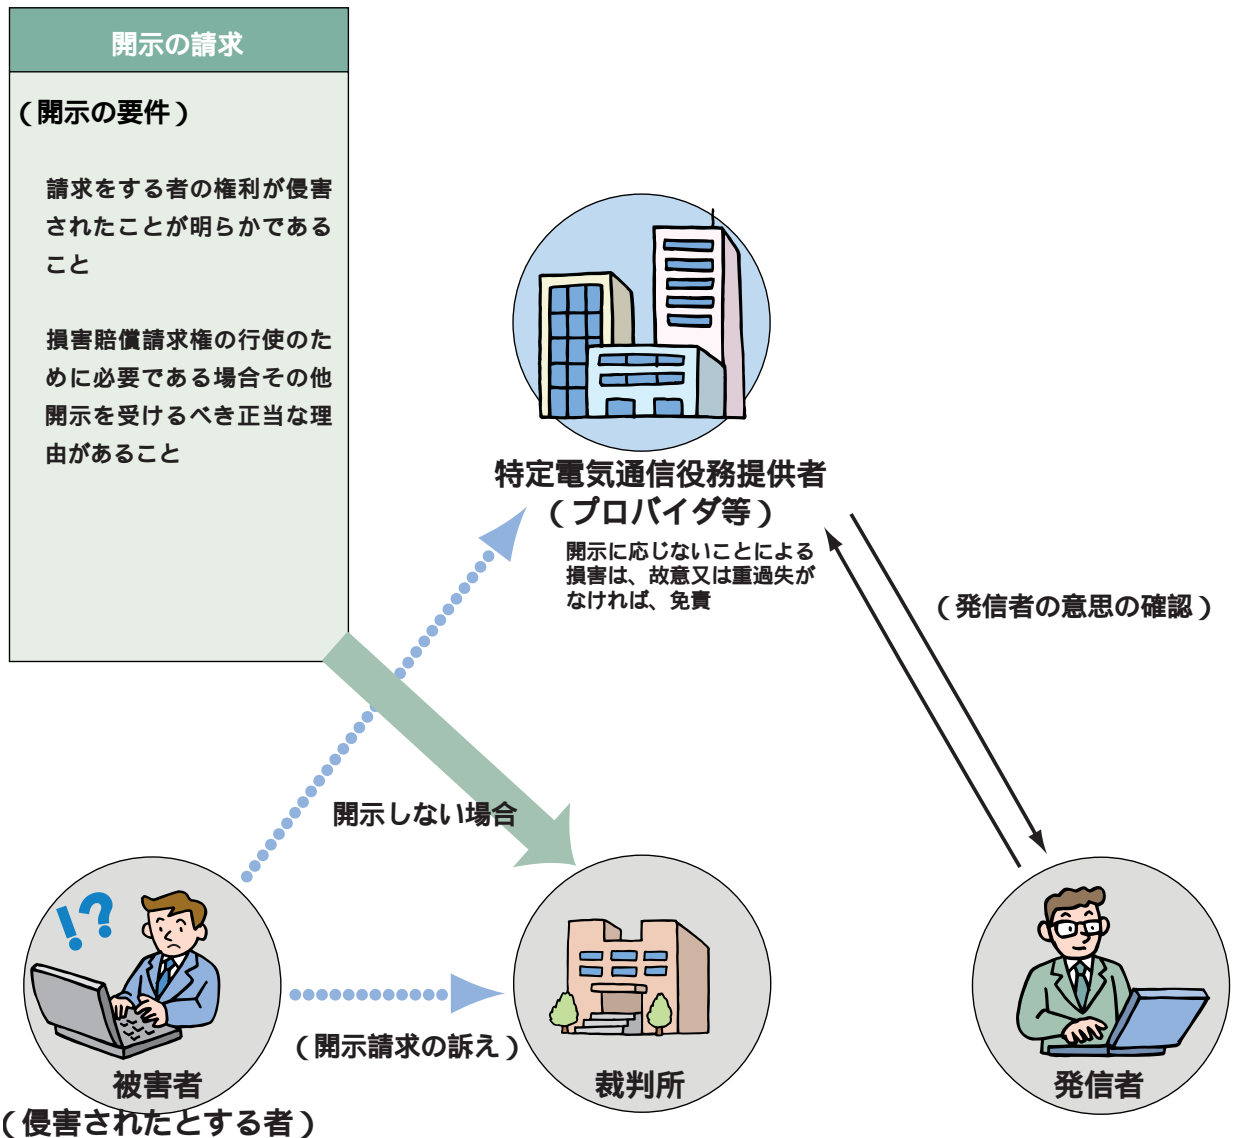 開示の請求
（開示の要件）
請求をする者の権利が侵害
されたことが明らかである
こと
損害賠償請求権の行使のた
めに必要である場合その他
開示を受けるべき正当な理
由があること
特定電気通信役務提供者
（プロバイダ等）
開示に応じないことによる
損害は、故意又は重過失が
なければ、免責
（発信者の意思の確認）
開示しない場合
!?
（開示請求の訴え）
被害者
（侵害されたとする者）
裁判所
発信者